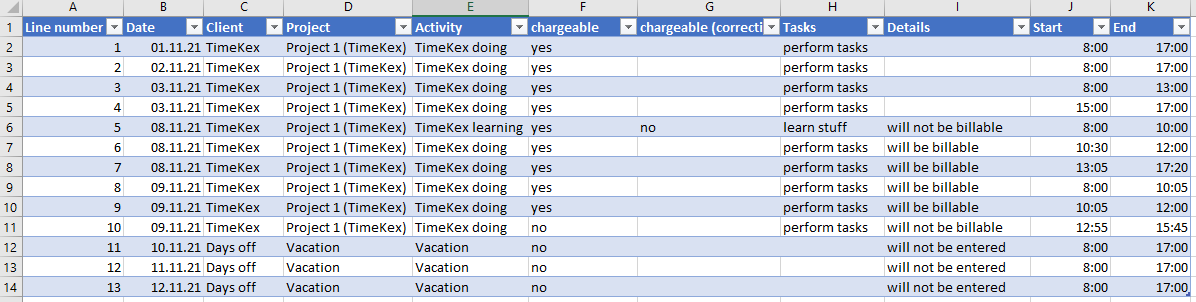 A B C D E F G H I J K
1 Line number Date Client Project Activity chargeable chargeable (correcti Tasks Details Start End
2 1 01.11.21 TimeKex Project 1 (TimeKex) TimeKex doing yes perform tasks 8:00 17:00
3 2 02.11.21 TimeKex Project 1 (TimeKex) TimeKex doing yes perform tasks 8:00 17:00
4 3 03.11.21 TimeKex Project 1 (TimeKex) TimeKex doing yes perform tasks 8:00 13:00
5 4 03.11.21 TimeKex Project 1 (TimeKex) TimeKex doing yes perform tasks 15:00 17:00
6 5 08.11.21 TimeKex Project 1 (TimeKex) TimeKex learning yes no learn stuff will not be billable 8:00 10:00
7 6 08.11.21 TimeKex Project 1 (TimeKex) TimeKex doing yes perform tasks will be billable 10:30 12:00
8 7 08.11.21 TimeKex Project 1 (TimeKex) TimeKex doing yes perform tasks will be billable 13:05 17:20
9 8 09.11.21 TimeKex Project 1 (TimeKex) TimeKex doing yes perform tasks will be billable 8:00 10:05
10 9 09.11.21 TimeKex Project 1 (TimeKex) TimeKex doing yes perform tasks will be billable 10:05 12:00
11 10 09.11.21 TimeKex Project 1 (TimeKex) TimeKex doing no perform tasks will not be billable 12:55 15:45
12 11 10.11.21 Days off Vacation Vacation no will not be entered 8:00 17:00
13 12 11.11.21 Days off Vacation Vacation no will not be entered 8:00 17:00
14 13 12.11.21 Days off Vacation Vacation no will not be entered 8:00 17:00